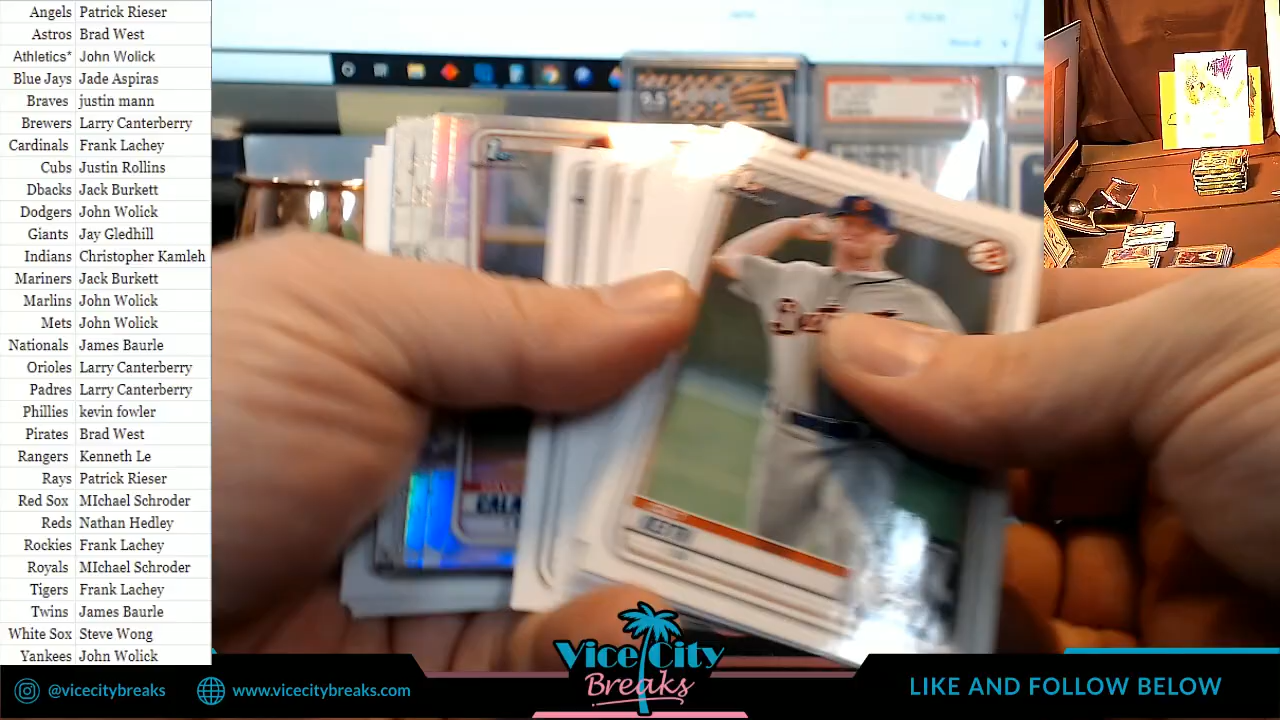 Angels Patrick Rieser
Astros Brad West
Athletics* John Wolick
Blue Jays Jade Aspiras
Braves justin mann
Brewers Larry Canterberry
Cardinals Frank Lachey
Cubs Justin Rollins
Dbacks Jack Burkett
Dodgers John Wolick
Giants Jay Gledhill
Indians Christopher Kamleh
Mariners Jack Burkett
Marlins John Wolick
Mets John Wolick
Nationals James Baurle
Orioles Larry Canterberry
Padres Larry Canterberry
Phillies kevin fowler
Pirates Brad West
Rangers Kenneth Le
Rays Patrick Rieser
Red Sox MIchael Schroder
Reds Nathan Hedley
Rockies Frank Lachey
Royals MIchael Schroder
Tigers Frank Lachey
Twins James Baurle
White Sox Steve Wong
Yankees John Wolick
9.5
@vicecitybreaks
www.vicecitybreaks.com
Vice City
Breaks
LIKE AND FOLLOW BELOW